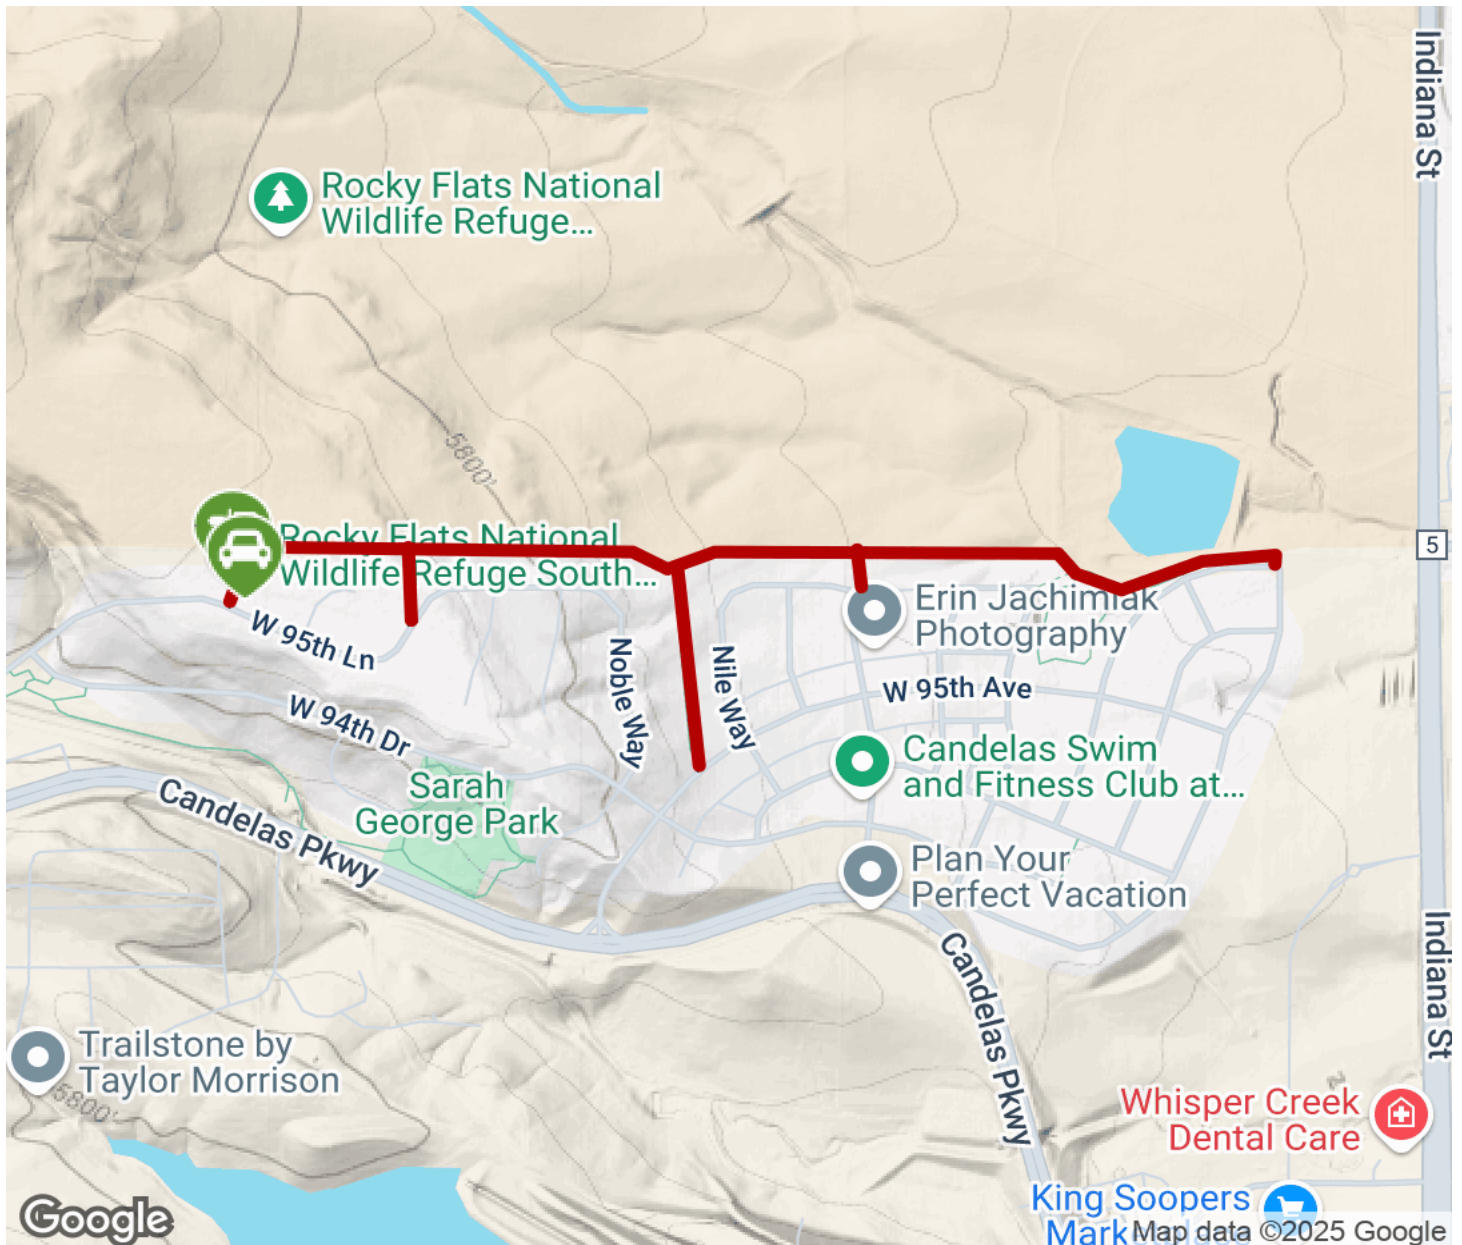 Indiana St
Rocky Flats National
Wildlife Refuge...
5800'
5
Rocky Flats National
Wildlife Refuge South...
W 95th Ln
Erin Jachimiak
Photography
Noble Way
Nile Way
W 95th Ave
W 94th Dr
Candelas Swim
and Fitness Club at...
Sarah
George Park
Candelas Pkwy
Plan Your
Perfect Vacation
Indiana St
Candelas Pkwy
Trailstone by
Taylor Morrison
5800'
Whisper Creek
Dental Care
King Soopers
Google
Map data ©2025 Google